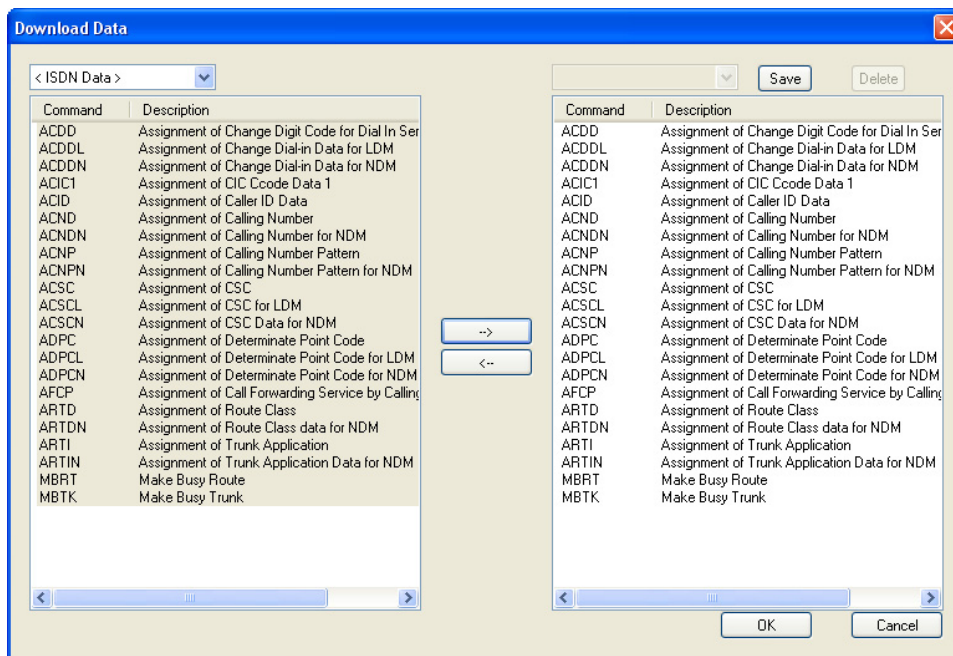 Download Data
< ISDN Data >
Save
Delete
Command Description
ACDD Assignment of Change Digit Code for Dial In Ser
ACDDL Assignment of Change Dial-in Data for LDM
ACDDN Assignment of Change Dial-in Data for NDM
ACIC1 Assignment of CIC Ccode Data 1
ACID Assignment of Caller ID Data
ACND Assignment of Calling Number
ACNDN Assignment of Calling Number for NDM
ACNP Assignment of Calling Number Pattern
ACNPN Assignment of Calling Number Pattern for NDM
ACSC Assignment of CSC
ACSCL Assignment of CSC for LDM
ACSCN Assignment of CSC Data for NDM
ADPC Assignment of Determinate Point Code
ADPCL Assignment of Determinate Point Code for LDM
ADPCN Assignment of Determinate Point Code for NDM
AFCP Assignment of Call Forwarding Service by Calling
ARTD Assignment of Route Class
ARTDN Assignment of Route Class data for NDM
ARTI Assignment of Trunk Application
ARTIN Assignment of Trunk Application Data for NDM
MBRT Make Busy Route
MBTK Make Busy Trunk
-->
<--
Command Description
ACDD Assignment of Change Digit Code for Dial In Ser
ACDDL Assignment of Change Dial-in Data for LDM
ACDDN Assignment of Change Dial-in Data for NDM
ACIC1 Assignment of CIC Ccode Data 1
ACID Assignment of Caller ID Data
ACND Assignment of Calling Number
ACNDN Assignment of Calling Number for NDM
ACNP Assignment of Calling Number Pattern
ACNPN Assignment of Calling Number Pattern for NDM
ACSC Assignment of CSC
ACSCL Assignment of CSC for LDM
ACSCN Assignment of CSC Data for NDM
ADPC Assignment of Determinate Point Code
ADPCL Assignment of Determinate Point Code for LDM
ADPCN Assignment of Determinate Point Code for NDM
AFCP Assignment of Call Forwarding Service by Calling
ARTD Assignment of Route Class
ARTDN Assignment of Route Class data for NDM
ARTI Assignment of Trunk Application
ARTIN Assignment of Trunk Application Data for NDM
MBRT Make Busy Route
MBTK Make Busy Trunk
OK
Cancel